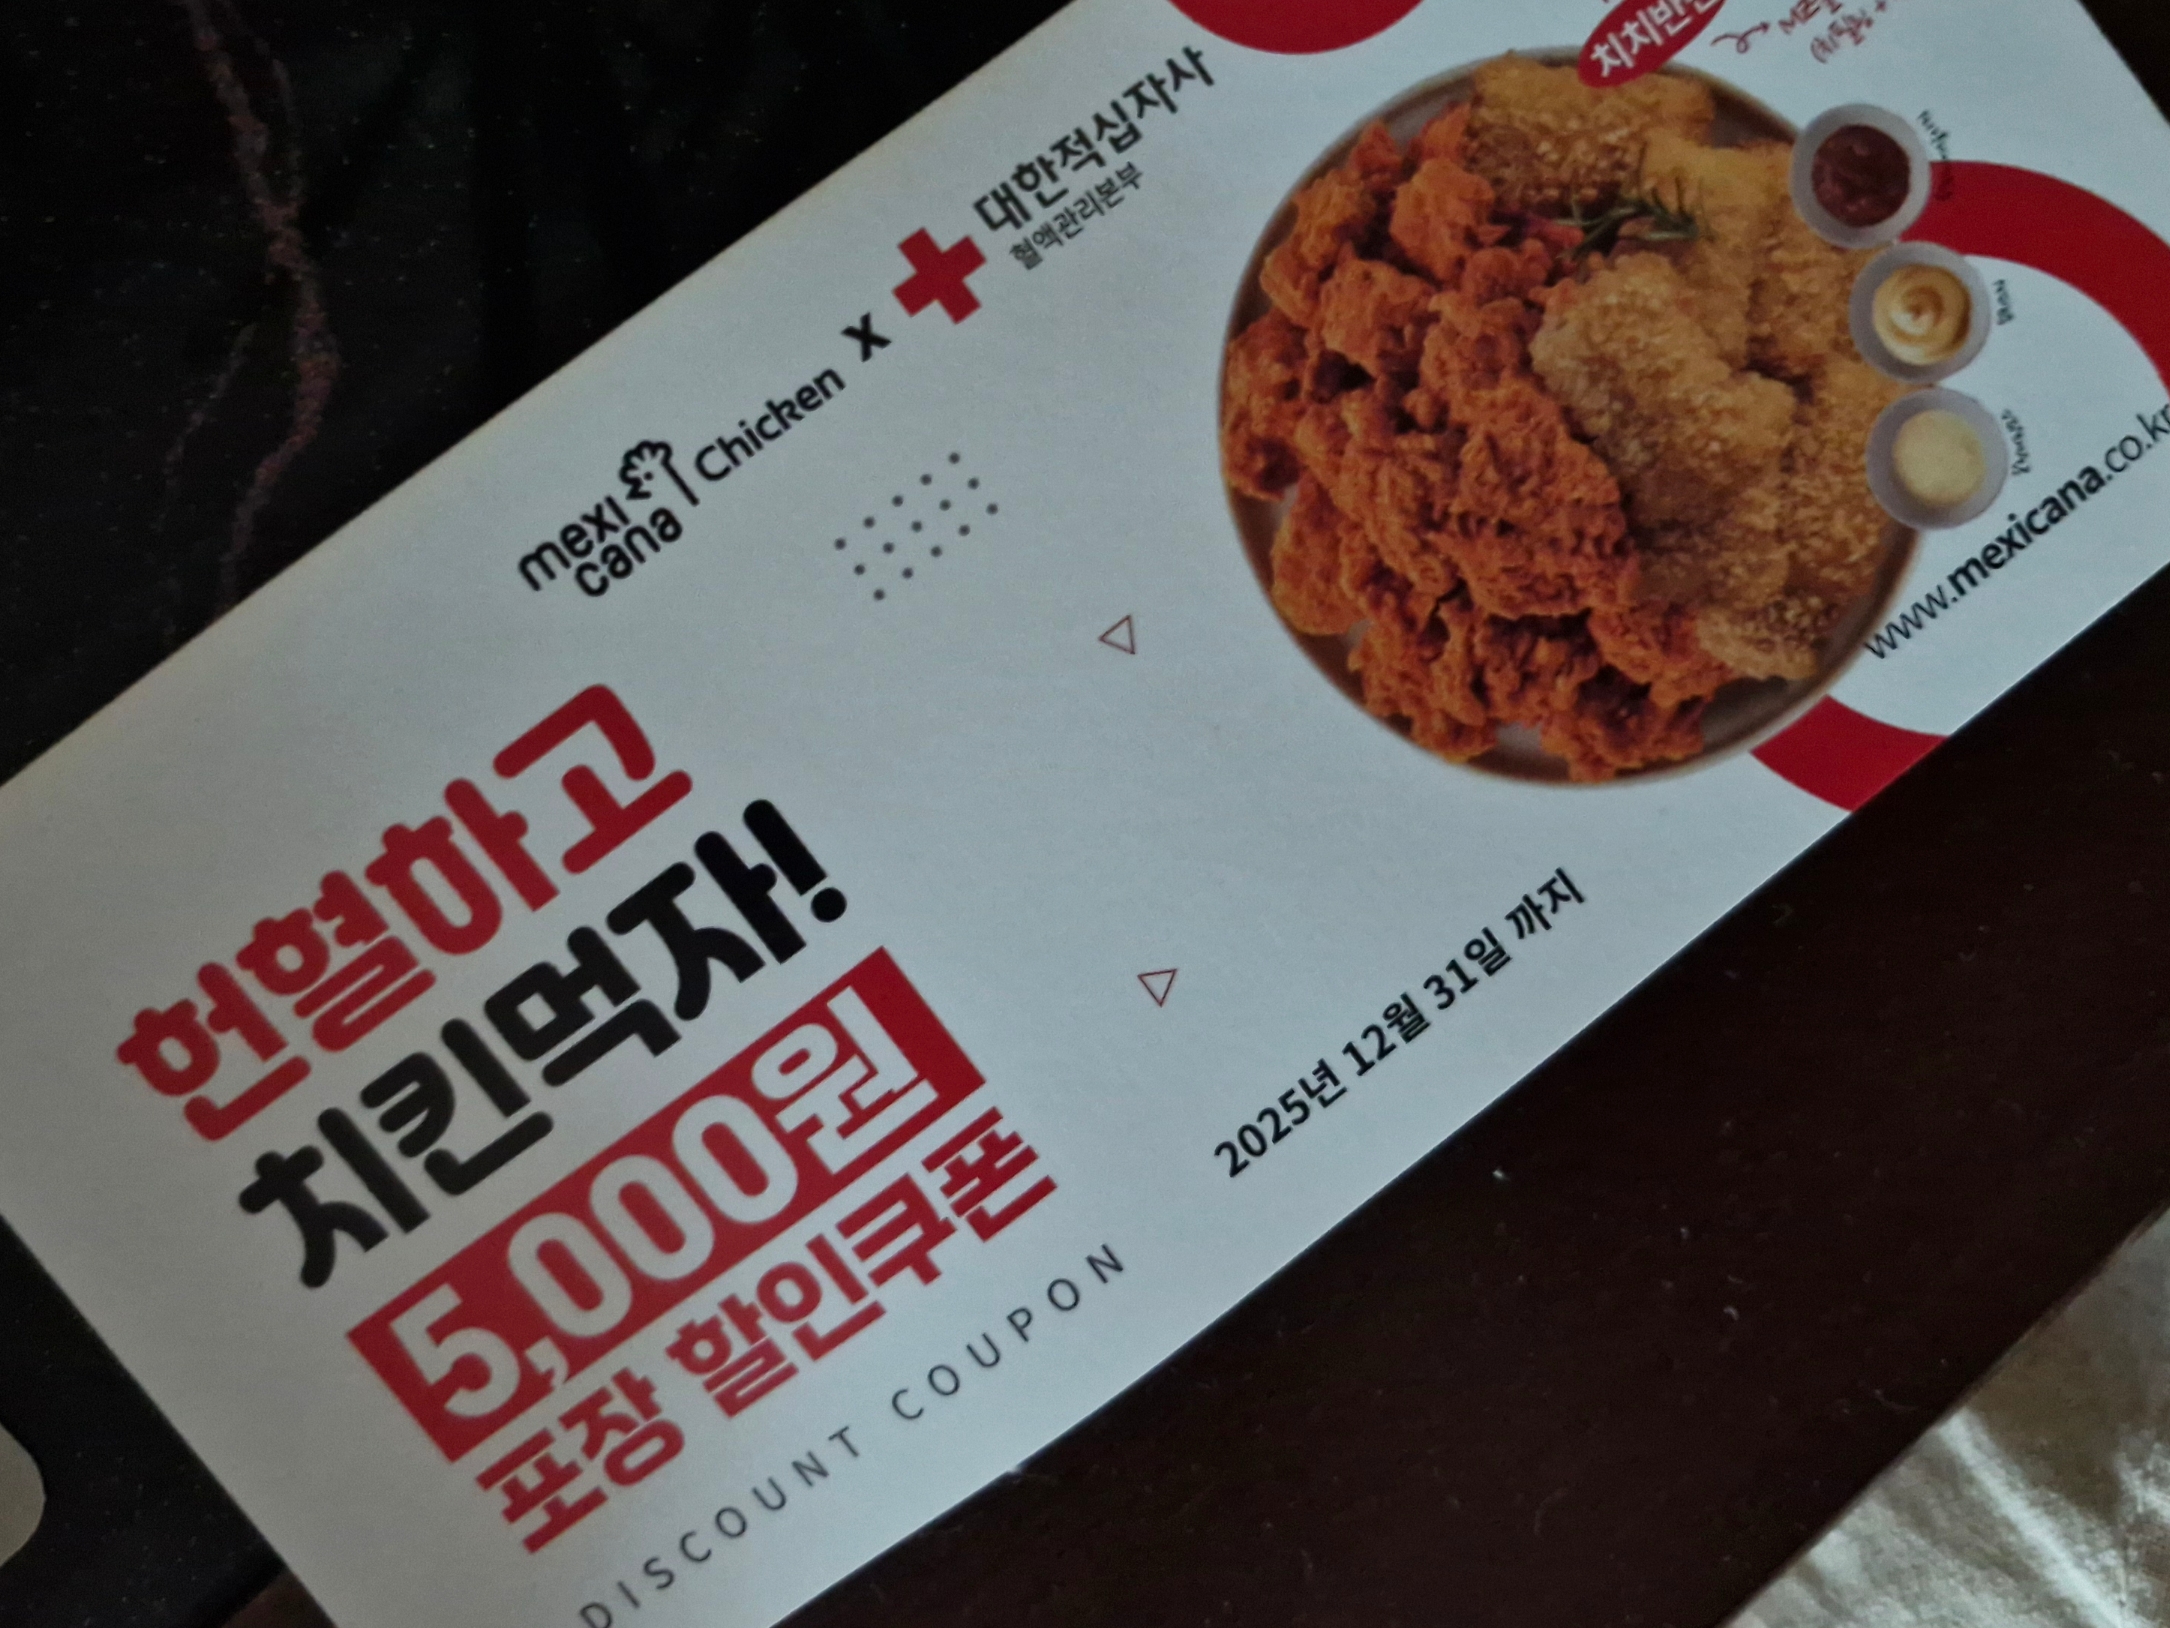 mexi
cana
Chicken
X
대한적십자사
혈액관리본부
헌혈하고
치킨먹자!
5,000원
포장 할인쿠폰
DISCOUNT COUPON
2025년 12월 31일 까지
www.mexicana.co.kr